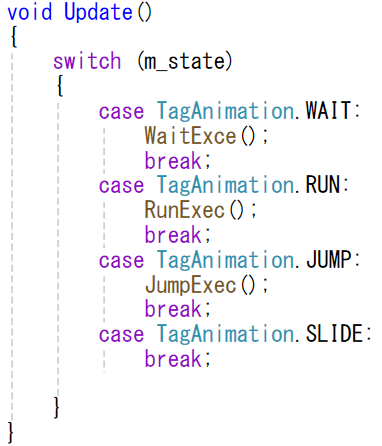 void Update()
{
switch (m_state)
{
case TagAnimation.WAIT:
WaitExce();
break;
case TagAnimation.RUN:
RunExec();
break;
case TagAnimation.JUMP:
JumpExec();
break;
case TagAnimation.SLIDE:
break;
}
}